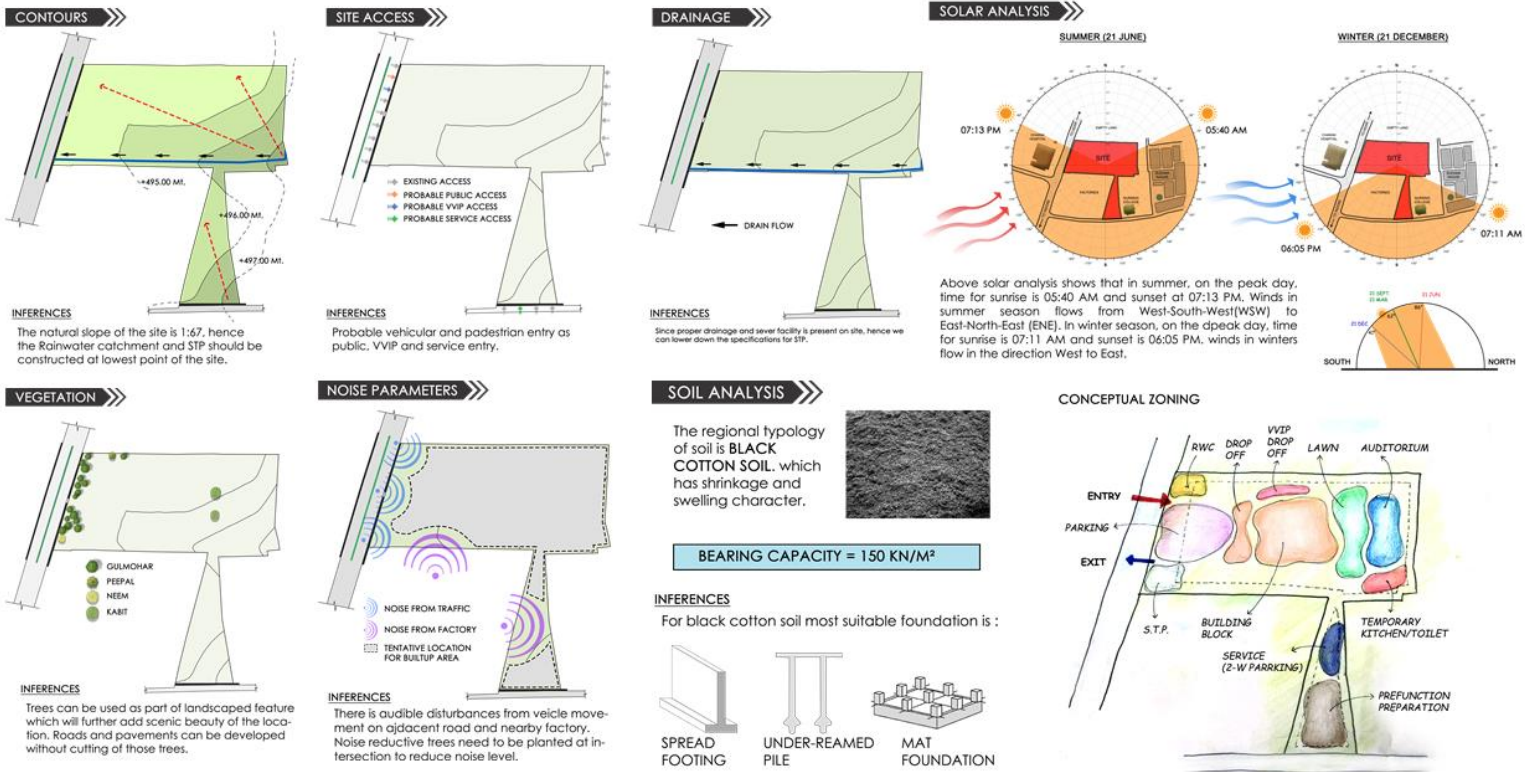 CONTOURS
+495.00 Mt.
+496.00 Mt.
+497.00 Mt.
INFERENCES
The natural slope of the site is 1:67, hence
the Rainwater catchment and STP should be
constructed at lowest point of the site.
SITE ACCESS
EXISTING ACCESS
PROBABLE PUBLIC ACCESS
PROBABLE VVIP ACCESS
PROBABLE SERVICE ACCESS
INFERENCES
Probable vehicular and padestrian entry as
public, VVIP and service entry.
DRAINAGE
DRAIN FLOW
INFERENCES
Since proper drainage and sever facility is present on site, hence we
can lower down the specifications for STP.
SOLAR ANALYSIS
SUMMER (21 JUNE)
07:13 PM
05:40 AM
EMPTY LAND
SITE
FACTORIES
WINTER (21 DECEMBER)
EMPTY LAND
SITE
FACTORIES
06:05 PM
07:11 AM
Above solar analysis shows that in summer, on the peak day,
time for sunrise is 05:40 AM and sunset at 07:13 PM. Winds in
summer season flows from West-South-West(WSW) to
East-North-East (ENE). In winter season, on the dpeak day, time
for sunrise is 07:11 AM and sunset is 06:05 PM. winds in winters
flow in the direction West to East.
21 SEPT
21 MAR
21 JUN
21 DEC
SOUTH
NORTH
VEGETATION
GULMOHAR
PEEPAL
NEEM
KABIT
INFERENCES
Trees can be used as part of landscaped feature
which will further add scenic beauty of the loca-
tion. Roads and pavements can be developed
without cutting of those trees.
NOISE PARAMETERS
NOISE FROM TRAFFIC
NOISE FROM FACTORY
TENTATIVE LOCATION
FOR BUILTUP AREA
INFERENCES
There is audible disturbances from veicle move-
ment on ajdacent road and nearby factory.
Noise reductive trees need to be planted at in-
tersection to reduce noise level.
SOIL ANALYSIS
The regional typology
of soil is BLACK
COTTON SOIL. which
has shrinkage and
swelling character.
BEARING CAPACITY = 150 KN/M²
INFERENCES
For black cotton soil most suitable foundation is :
SPREAD
FOOTING
UNDER-REAMED
PILE
MAT
FOUNDATION
CONCEPTUAL ZONING
RWC
DROP
OFF
VVIP
DROP
OFF
LAWN
AUDITORIUM
ENTRY
PARKING
EXIT
S.T.P.
BUILDING
BLOCK
SERVICE
(2-W PARRKING)
TEMPORARY
KITCHEN/TOILET
PREFUNCTION
PREPARATION